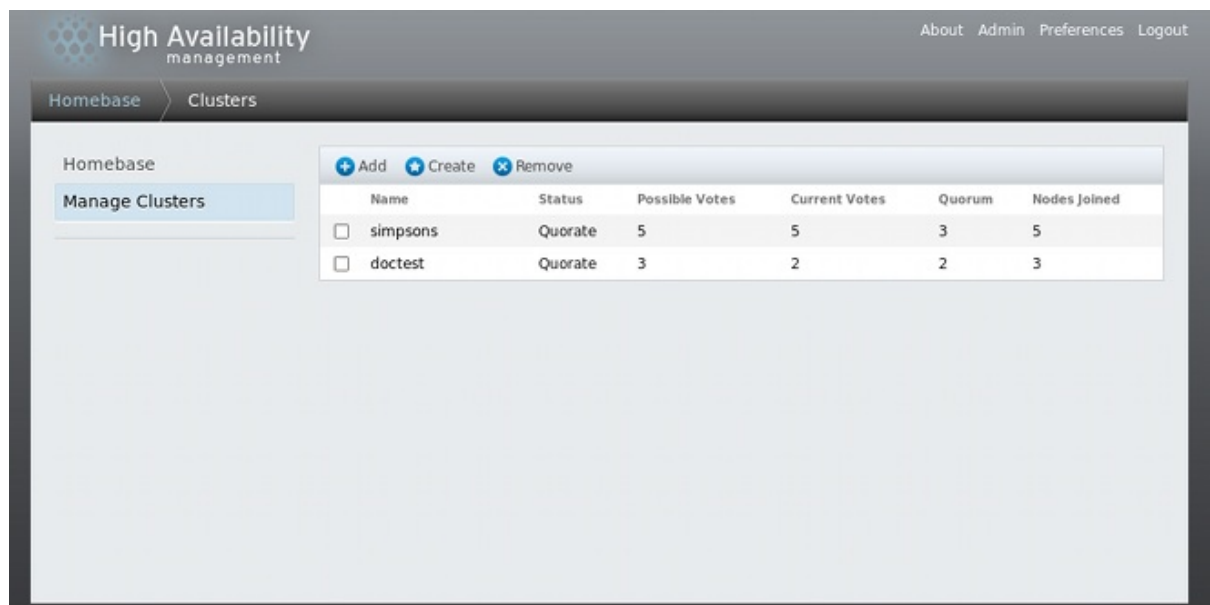 High Availability
management
About Admin Preferences Logout
Homebase Clusters
Homebase
Manage Clusters
Add Create Remove
Name Status Possible Votes Current Votes Quorum Nodes Joined
simpsons Quorate 5 5 3 5
doctest Quorate 3 2 2 3